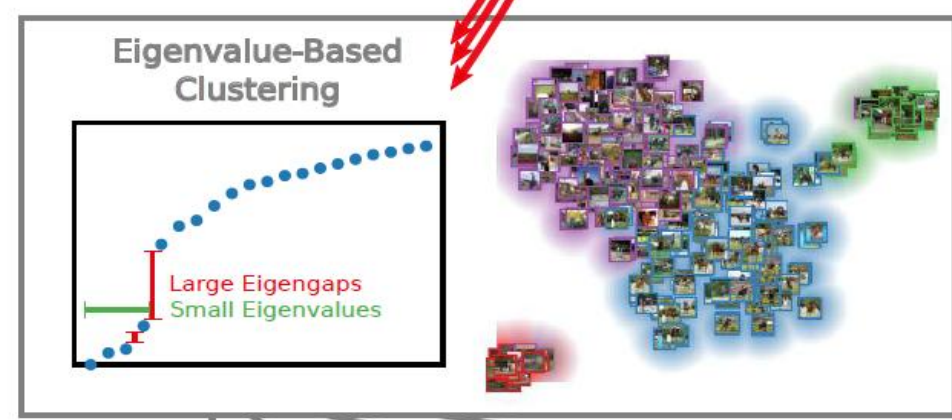 Eigenvalue-Based
Clustering
Large Eigengaps
Small Eigenvalues